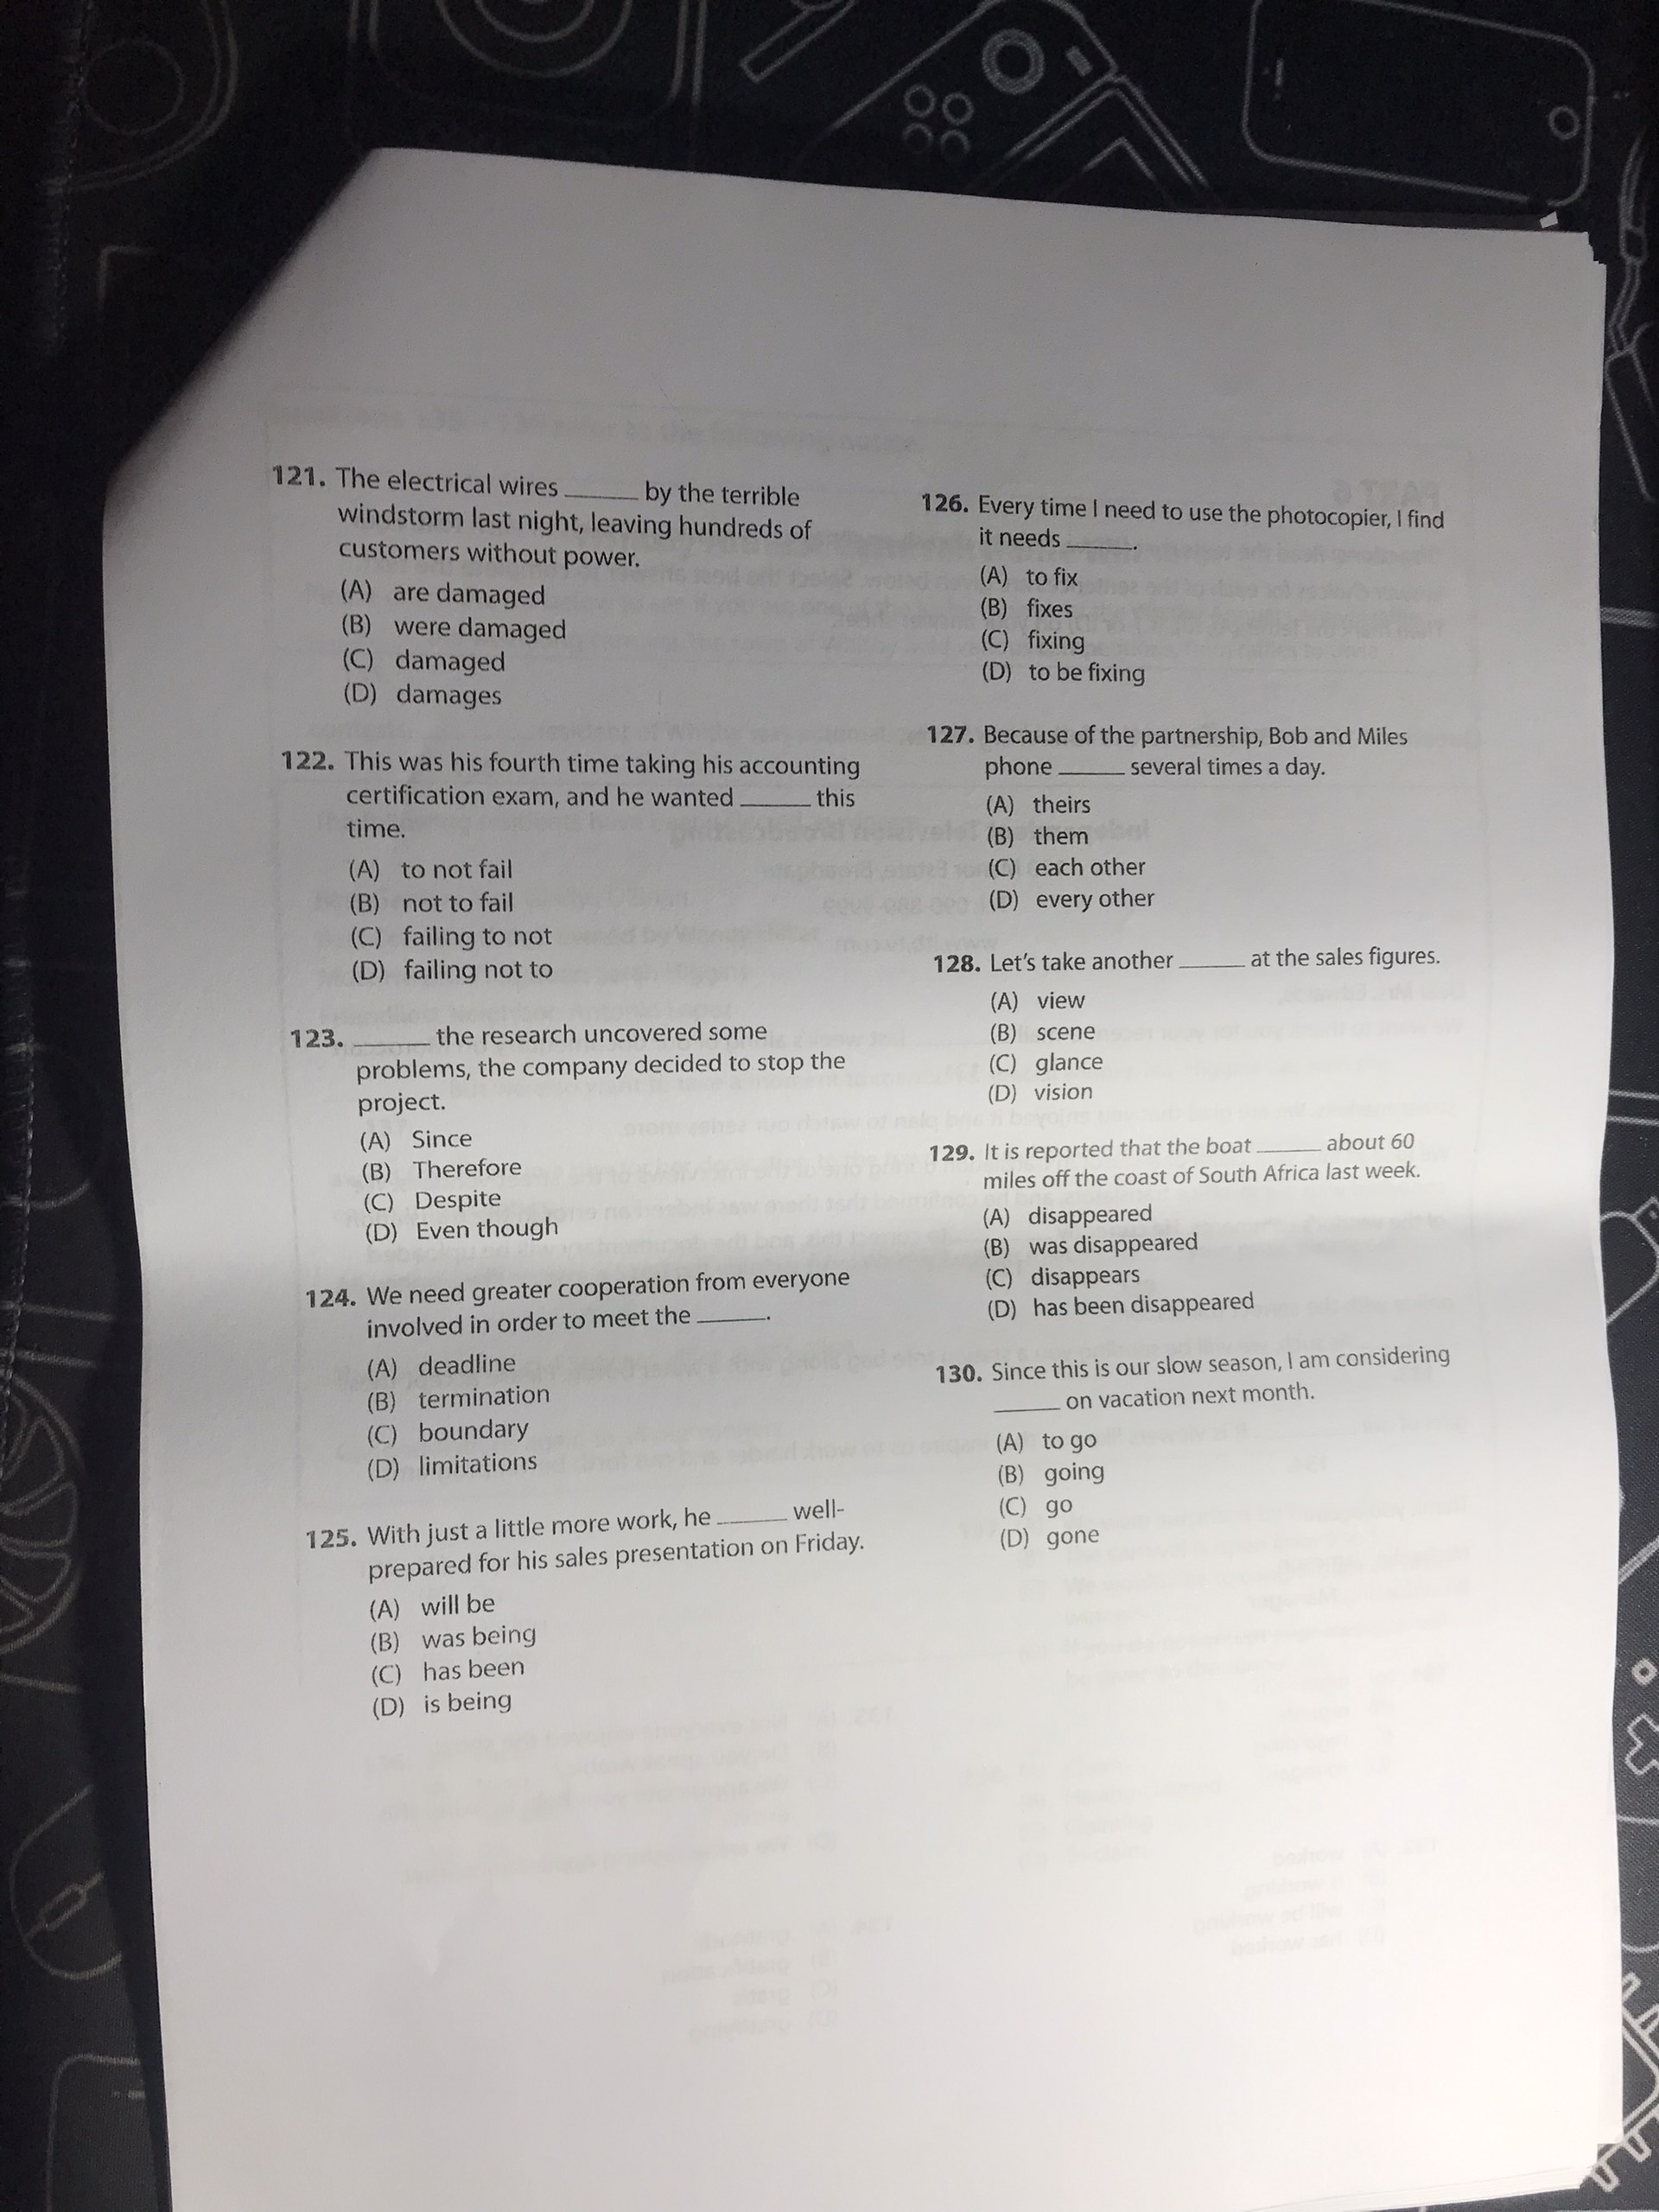 121. The electrical wires ______ by the terrible
windstorm last night, leaving hundreds of
customers without power.
(A) are damaged
(B) were damaged
(C) damaged
(D) damages
122. This was his fourth time taking his accounting
certification exam, and he wanted ______ this
time.
(A) to not fail
(B) not to fail
(C) failing to not
(D) failing not to
123. ______ the research uncovered some
problems, the company decided to stop the
project.
(A) Since
(B) Therefore
(C) Despite
(D) Even though
124. We need greater cooperation from everyone
involved in order to meet the ______.
(A) deadline
(B) termination
(C) boundary
(D) limitations
125. With just a little more work, he ______ well-
prepared for his sales presentation on Friday.
(A) will be
(B) was being
(C) has been
(D) is being
126. Every time I need to use the photocopier, I find
it needs ______.
(A) to fix
(B) fixes
(C) fixing
(D) to be fixing
127. Because of the partnership, Bob and Miles
phone ______ several times a day.
(A) theirs
(B) them
(C) each other
(D) every other
128. Let's take another ______ at the sales figures.
(A) view
(B) scene
(C) glance
(D) vision
129. It is reported that the boat ______ about 60
miles off the coast of South Africa last week.
(A) disappeared
(B) was disappeared
(C) disappears
(D) has been disappeared
130. Since this is our slow season, I am considering
______ on vacation next month.
(A) to go
(B) going
(C) go
(D) gone